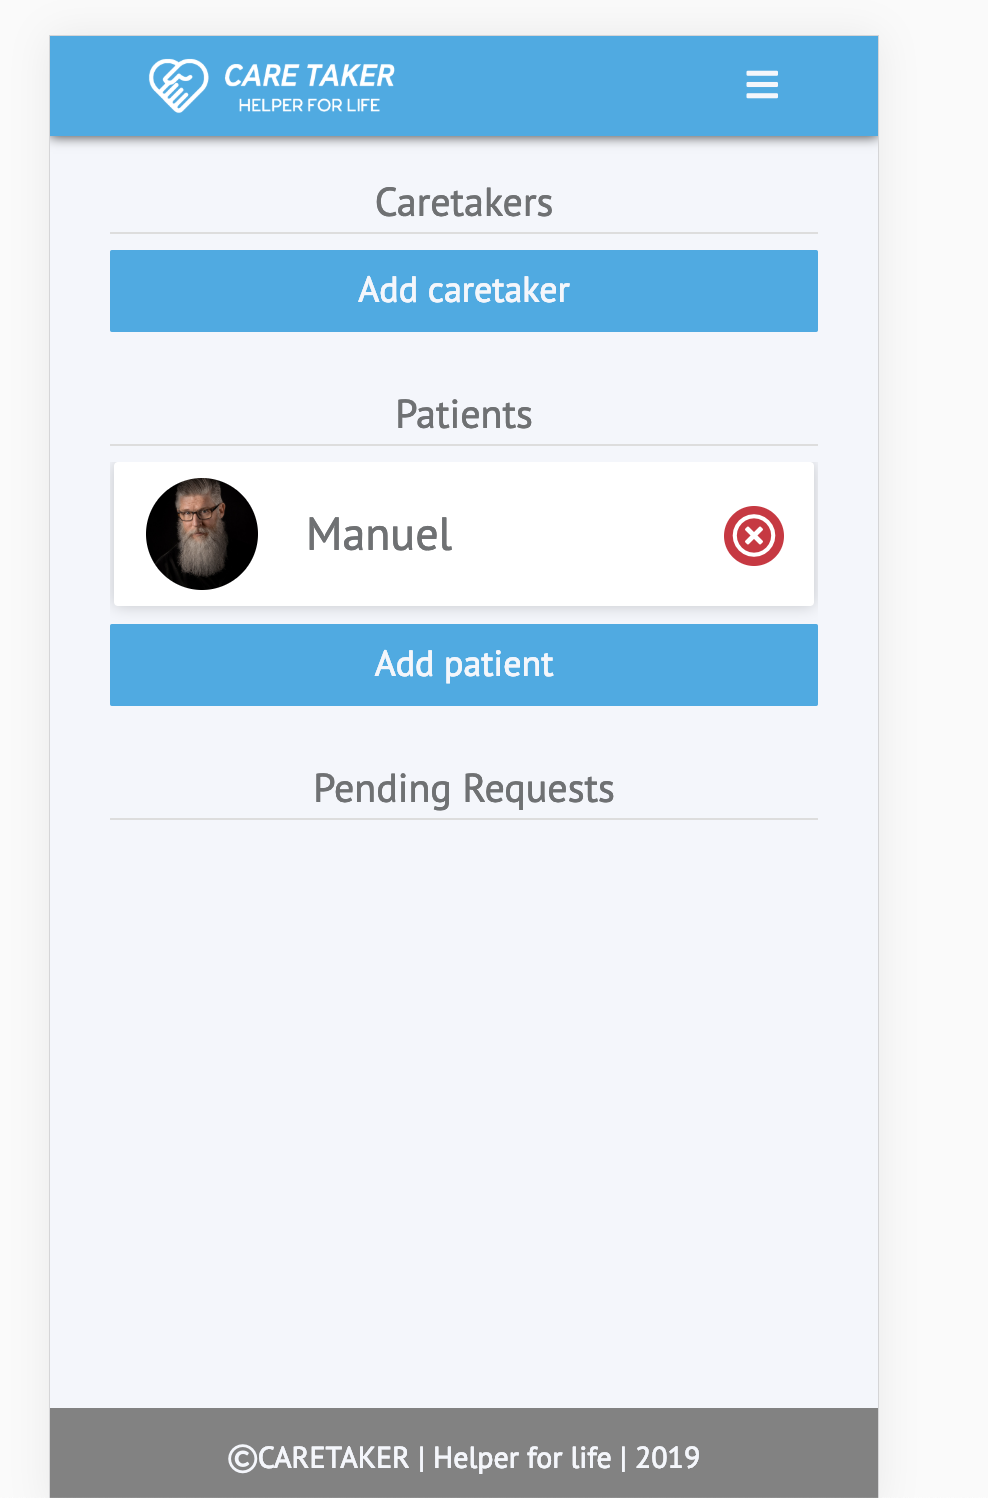 CARE TAKER
HELPER FOR LIFE
Caretakers
Add caretaker
Patients
Manuel
Add patient
Pending Requests
©CARETAKER | Helper for life | 2019